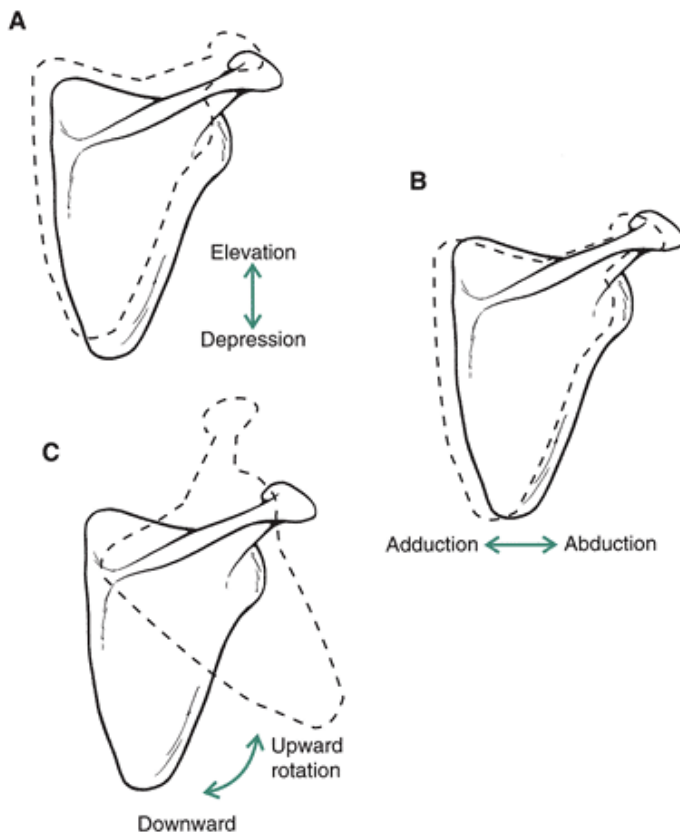 A
Elevation
Depression
B
Adduction
Abduction
C
Upward
rotation
Downward